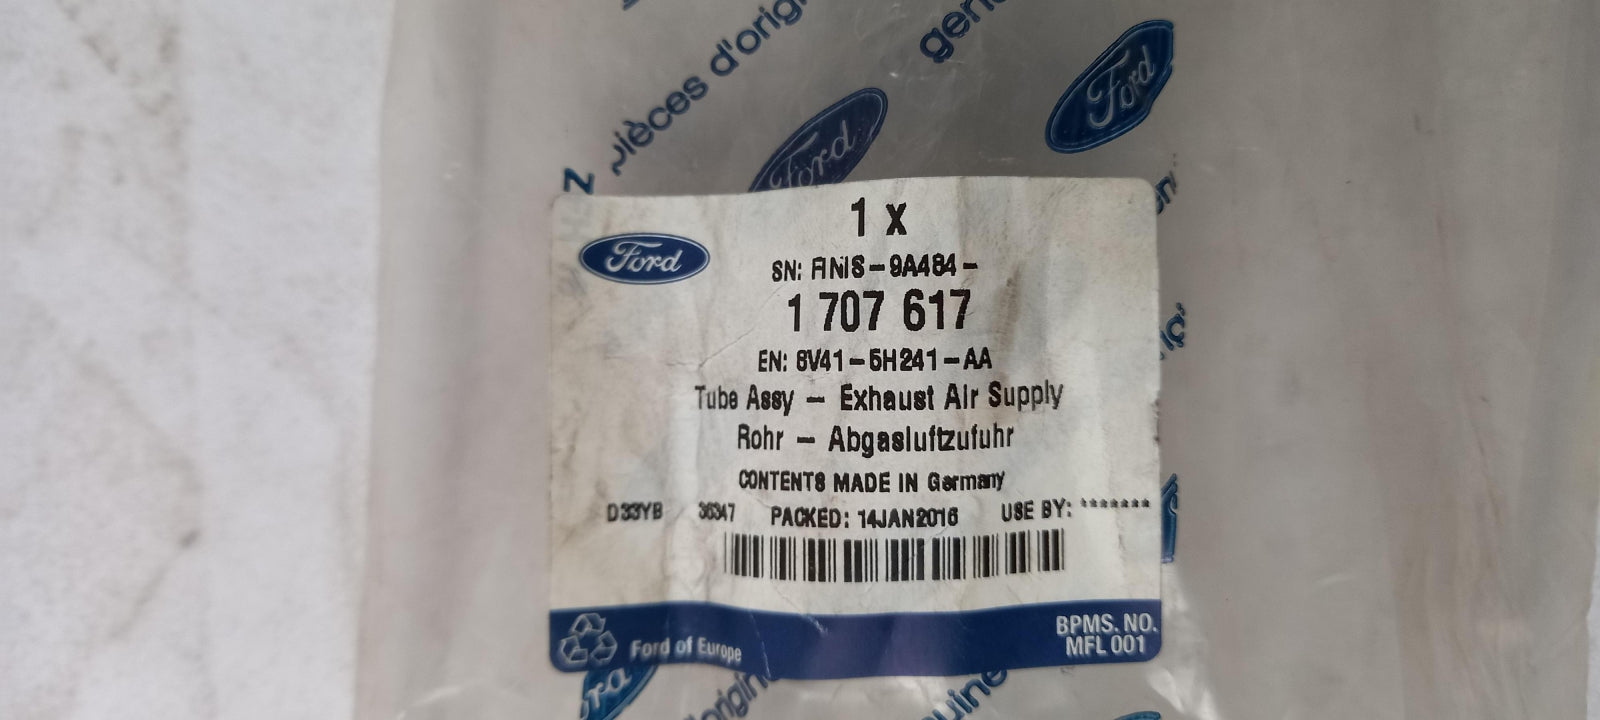 pièces d'origi
gen
Ford
Ford
Z
1 x
Ford
SN: FINIS-9A484-
1 707 617
EN: 8V41-5H241-AA
Tube Assy - Exhaust Air Supply
Rohr - Abgasluftzufuhr
CONTENTS MADE IN Germany
D33YB 36347 PACKED: 14JAN2016 USE BY: *******
Ford of Europe
BPMS. NO.
MFL 001